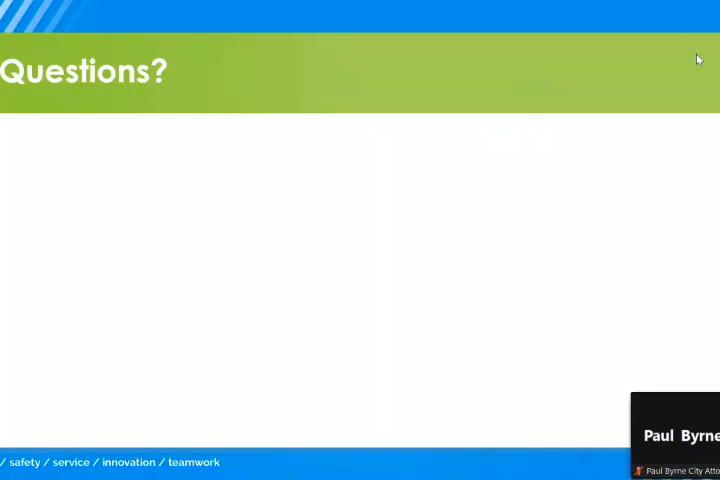 Questions?
Paul Byrne
Paul Byrne City Atto
/ safety / service / innovation / teamwork